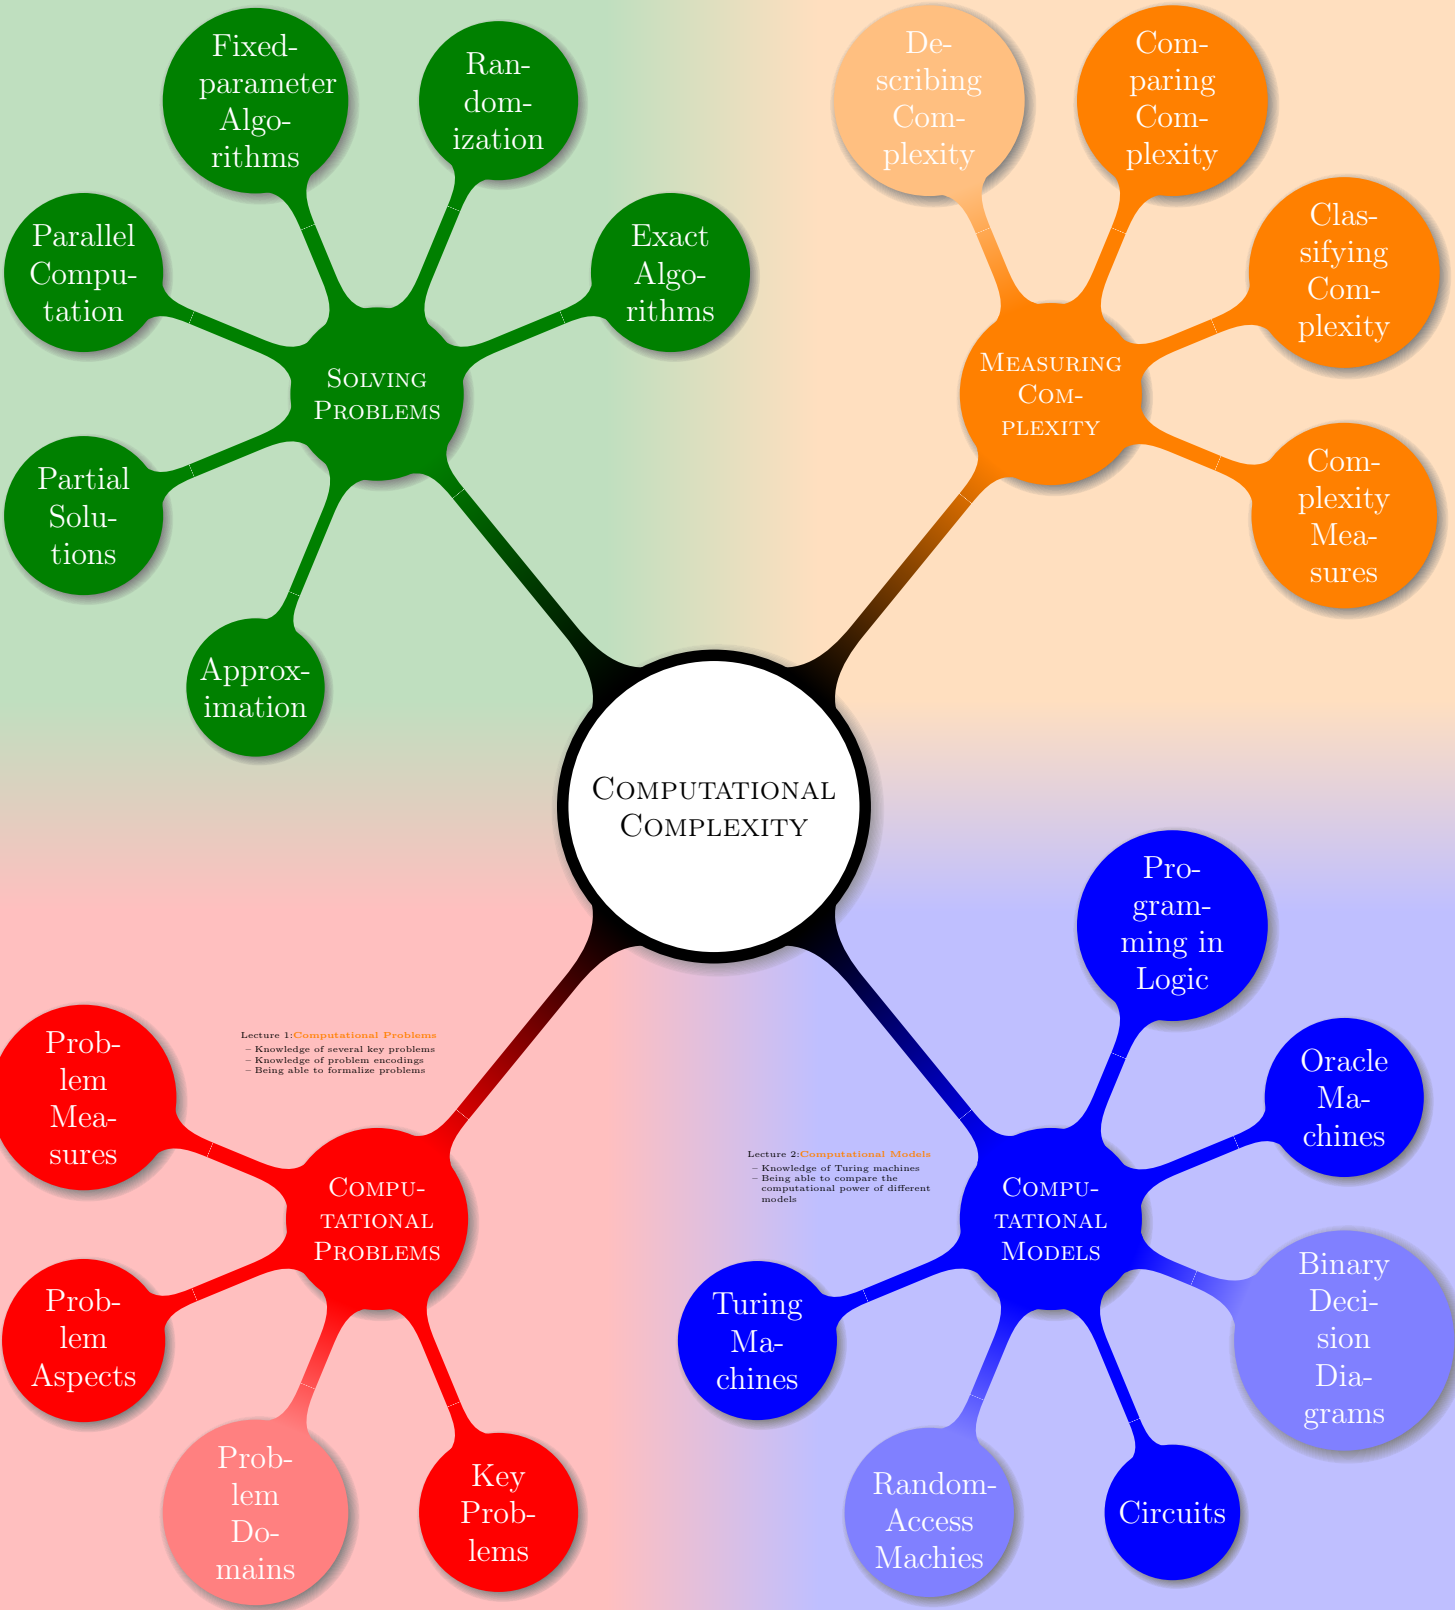 Fixed-
parameter
Algo-
rithms
Ran-
dom-
ization
Parallel
Compu-
tation
Exact
Algo-
rithms
SOLVING
PROBLEMS
Partial
Solu-
tions
Approx-
imation
De-
scribing
Com-
plexity
Com-
paring
Com-
plexity
Clas-
sifying
Com-
plexity
MEASURING
COM-
PLEXITY
Com-
plexity
Mea-
sures
COMPUTATIONAL
COMPLEXITY
Prob-
lem
Mea-
sures
Lecture 1:Computational Problems
– Knowledge of several key problems
– Knowledge of problem encodings
– Being able to formalize problems
COMPU-
TATIONAL
PROBLEMS
Prob-
lem
Aspects
Prob-
lem
Do-
mains
Key
Prob-
lems
Pro-
gram-
ming in
Logic
Oracle
Ma-
chines
Lecture 2:Computational Models
– Knowledge of Turing machines
– Being able to compare the
computational power of different
models
COMPU-
TATIONAL
MODELS
Turing
Ma-
chines
Binary
Deci-
sion
Dia-
grams
Random-
Access
Machies
Circuits